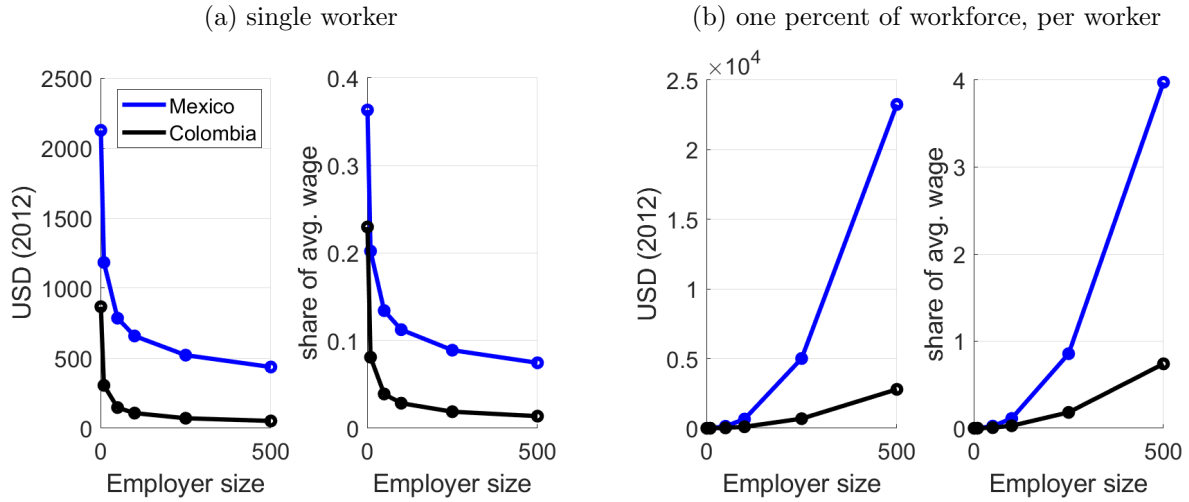 (a) single worker
(b) one percent of workforce, per worker
2500
2000
1500
1000
500
0
USD (2012)
Mexico
Colombia
0
500
Employer size
0.4
0.3
0.2
0.1
0
share of avg. wage
0
500
Employer size
×10⁴
2.5
2
1.5
1
0.5
0
USD (2012)
0
500
Employer size
4
3
2
1
0
share of avg. wage
0
500
Employer size